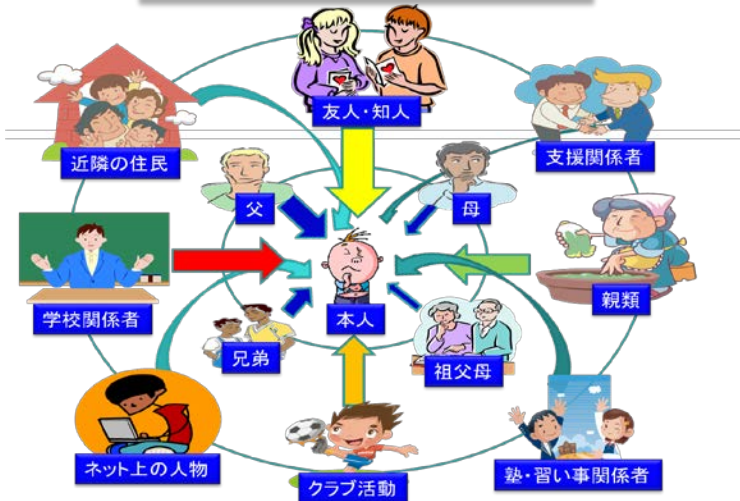 友人・知人
近隣の住民
支援関係者
父
母
学校関係者
本人
親類
兄弟
祖父母
ネット上の人物
クラブ活動
塾・習い事関係者